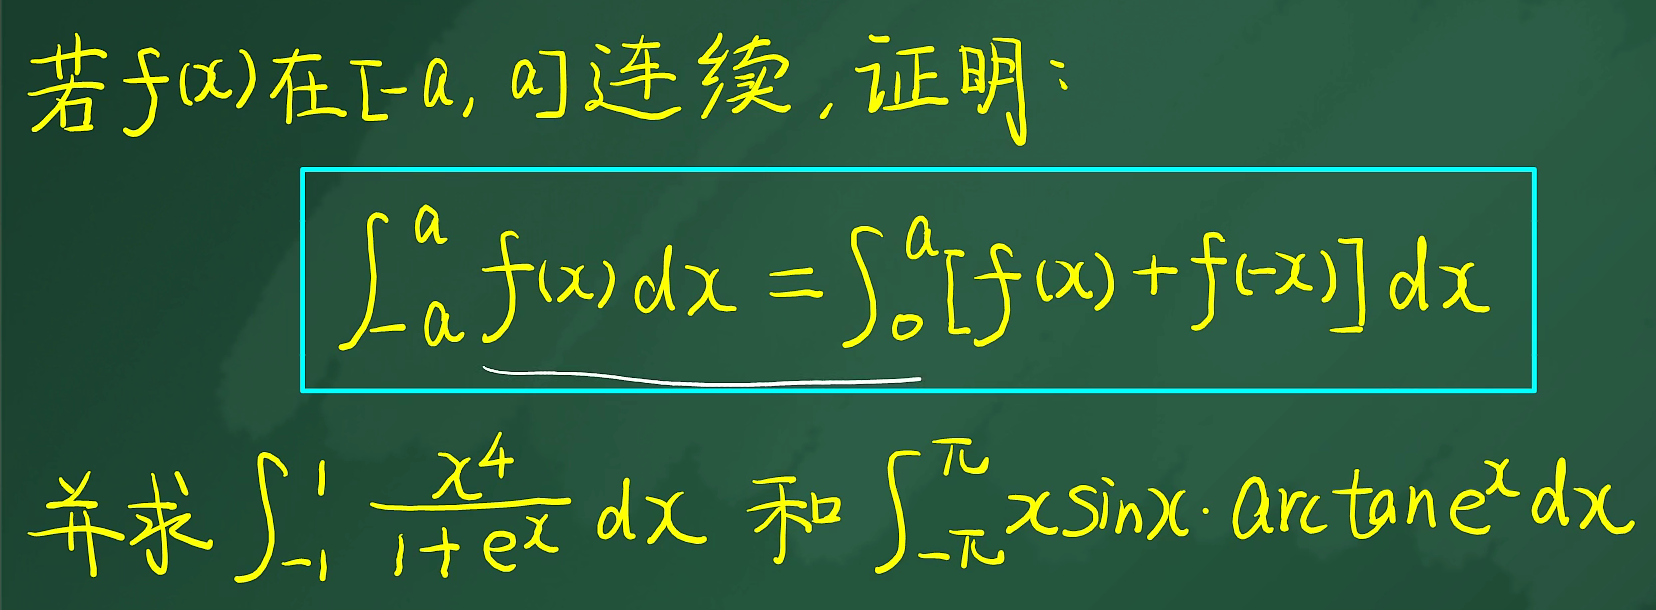 若f(x)在[-a, a]连续,证明:
∫_{-a}^{a} f(x)dx = ∫_{0}^{a} [f(x)+f(-x)]dx
并求 ∫_{-1}^{1} \frac{x^4}{1+e^x} dx 和 ∫_{-π}^{π} x sinx · arctan e^x dx